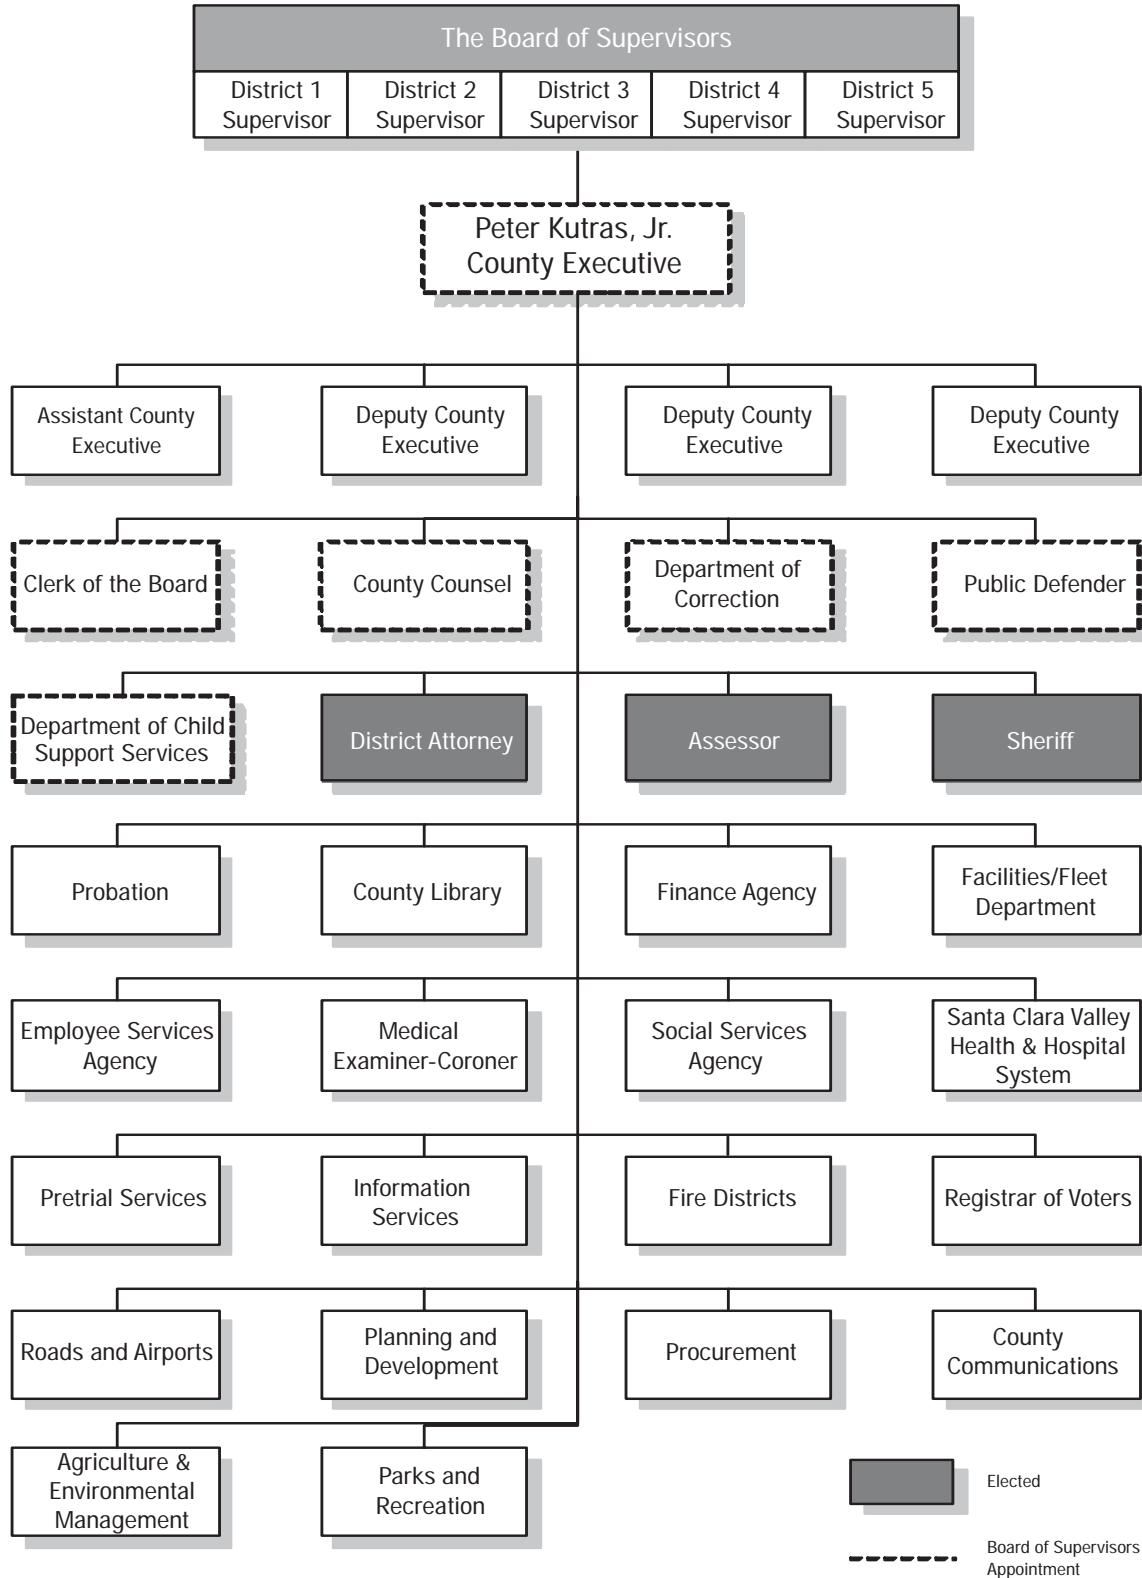 The Board of Supervisors
District 1
Supervisor
District 2
Supervisor
District 3
Supervisor
District 4
Supervisor
District 5
Supervisor
Peter Kutras, Jr.
County Executive
Assistant County
Executive
Deputy County
Executive
Deputy County
Executive
Deputy County
Executive
Clerk of the Board
County Counsel
Department of
Correction
Public Defender
Department of Child
Support Services
District Attorney
Assessor
Sheriff
Probation
County Library
Finance Agency
Facilities/Fleet
Department
Employee Services
Agency
Medical
Examiner-Coroner
Social Services
Agency
Santa Clara Valley
Health & Hospital
System
Pretrial Services
Information
Services
Fire Districts
Registrar of Voters
Roads and Airports
Planning and
Development
Procurement
County
Communications
Agriculture &
Environmental
Management
Parks and
Recreation
Elected
Board of Supervisors
Appointment